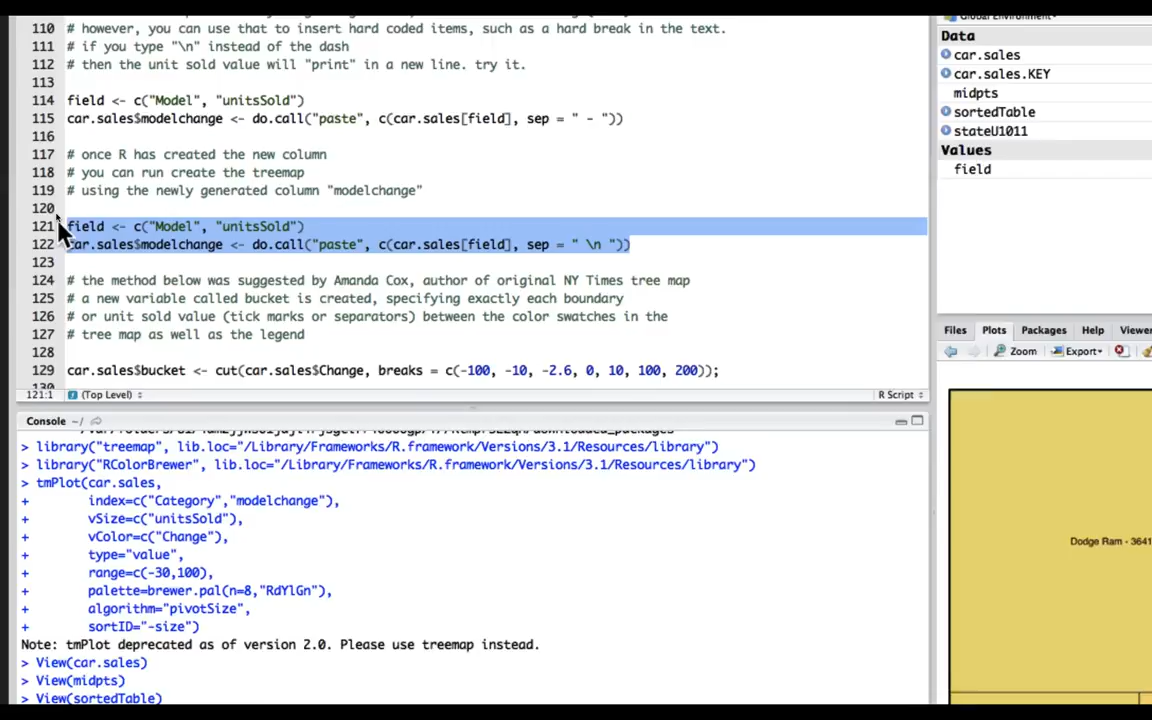 110 # however, you can use that to insert hard coded items, such as a hard break in the text.
111 # if you type "\n" instead of the dash
112 # then the unit sold value will "print" in a new line. try it.
113
114 field <- c("Model", "unitsSold")
115 car.sales$modelchange <- do.call("paste", c(car.sales[field], sep = " - "))
116
117 # once R has created the new column
118 # you can run create the treemap
119 # using the newly generated column "modelchange"
120
121 field <- c("Model", "unitsSold")
122 car.sales$modelchange <- do.call("paste", c(car.sales[field], sep = " \n "))
123
124 # the method below was suggested by Amanda Cox, author of original NY Times tree map
125 # a new variable called bucket is created, specifying exactly each boundary
126 # or unit sold value (tick marks or separators) between the color swatches in the
127 # tree map as well as the legend
128
129 car.sales$bucket <- cut(car.sales$Change, breaks = c(-100, -10, -2.6, 0, 10, 100, 200));
130
121:1 (Top Level) R Script
Console ~/
> library("treemap", lib.loc="/Library/Frameworks/R.framework/Versions/3.1/Resources/library")
> library("RColorBrewer", lib.loc="/Library/Frameworks/R.framework/Versions/3.1/Resources/library")
> tmPlot(car.sales,
+ index=c("Category","modelchange"),
+ vSize=c("unitsSold"),
+ vColor=c("Change"),
+ type="value",
+ range=c(-30,100),
+ palette=brewer.pal(n=8,"RdYlGn"),
+ algorithm="pivotSize",
+ sortID="-size")
Note: tmPlot deprecated as of version 2.0. Please use treemap instead.
> View(car.sales)
> View(midpts)
> View(sortedTable)
Global Environment
Data
car.sales
car.sales.KEY
midpts
sortedTable
stateU1011
Values
field
Files Plots Packages Help Viewer
Zoom Export
Dodge Ram - 3641